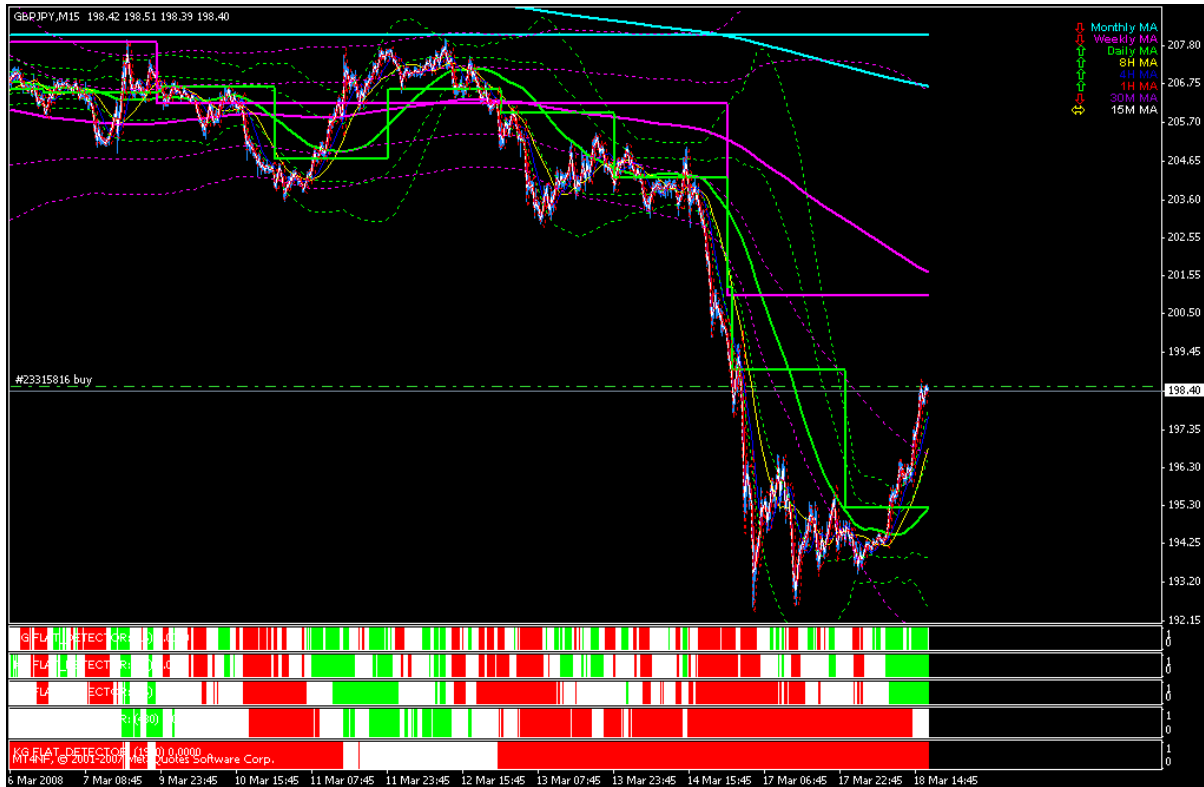 GBPJPY,M15 198.42 198.51 198.39 198.40
Monthly MA
Weekly MA
Daily MA
8H MA
4H MA
1H MA
30M MA
15M MA
207.80
206.75
205.70
204.65
203.60
202.55
201.55
200.50
199.45
#23315816 buy
198.40
197.35
196.30
195.30
194.25
193.20
192.15
1
0
1
0
1
0
1
0
KG FLAT_DETECTOR: (1920) 0.0000
1
0
MT4NF, © 2001-2007 MetaQuotes Software Corp.
6 Mar 2008
7 Mar 08:45
9 Mar 23:45
10 Mar 15:45
11 Mar 07:45
11 Mar 23:45
12 Mar 15:45
13 Mar 07:45
13 Mar 23:45
14 Mar 15:45
17 Mar 06:45
17 Mar 22:45
18 Mar 14:45